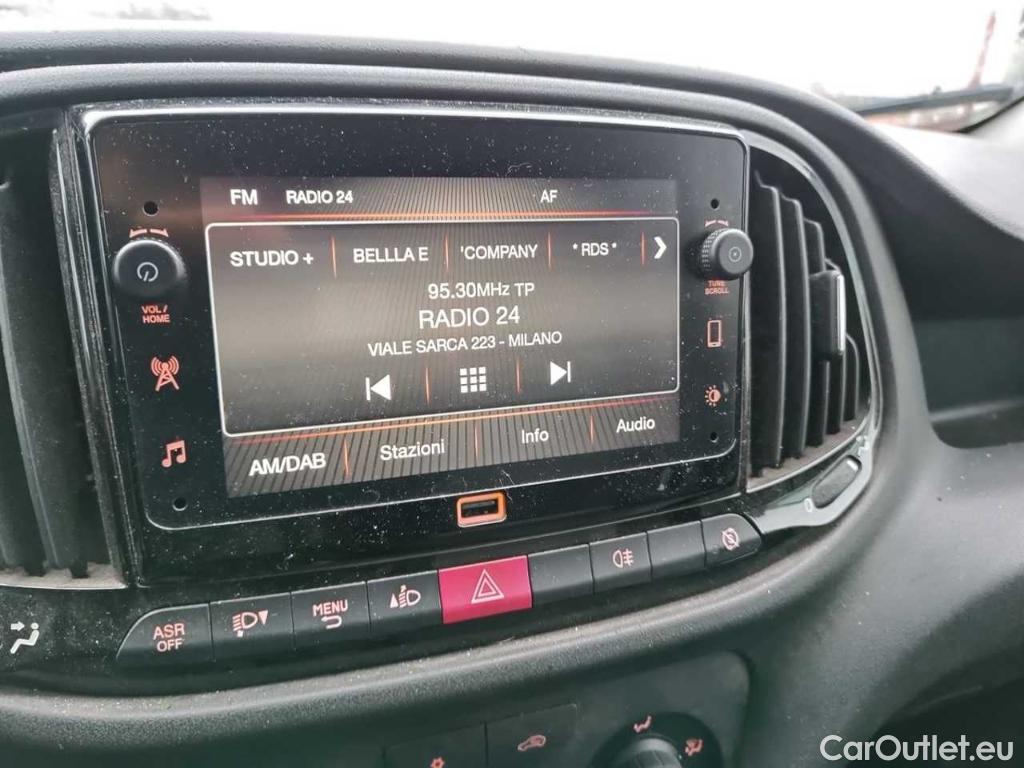 FM RADIO 24 AF
STUDIO + BELLLA E 'COMPANY * RDS *
95.30MHz TP
RADIO 24
VIALE SARCA 223 - MILANO
AM/DAB Stazioni Info Audio
VOL /
HOME
TUNE
SCROLL
ASR
OFF
MENU
0
CarOutlet.eu